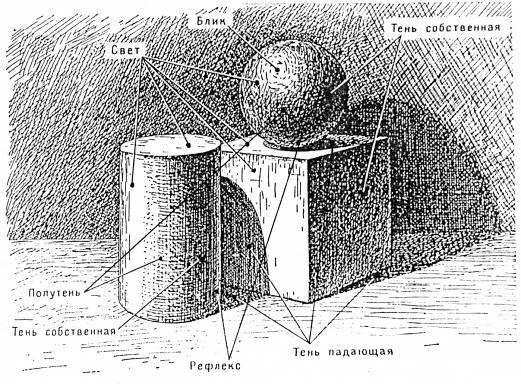 Блик
Тень собственная
Свет
Полутень
Тень собственная
Рефлекс
Тень падающая